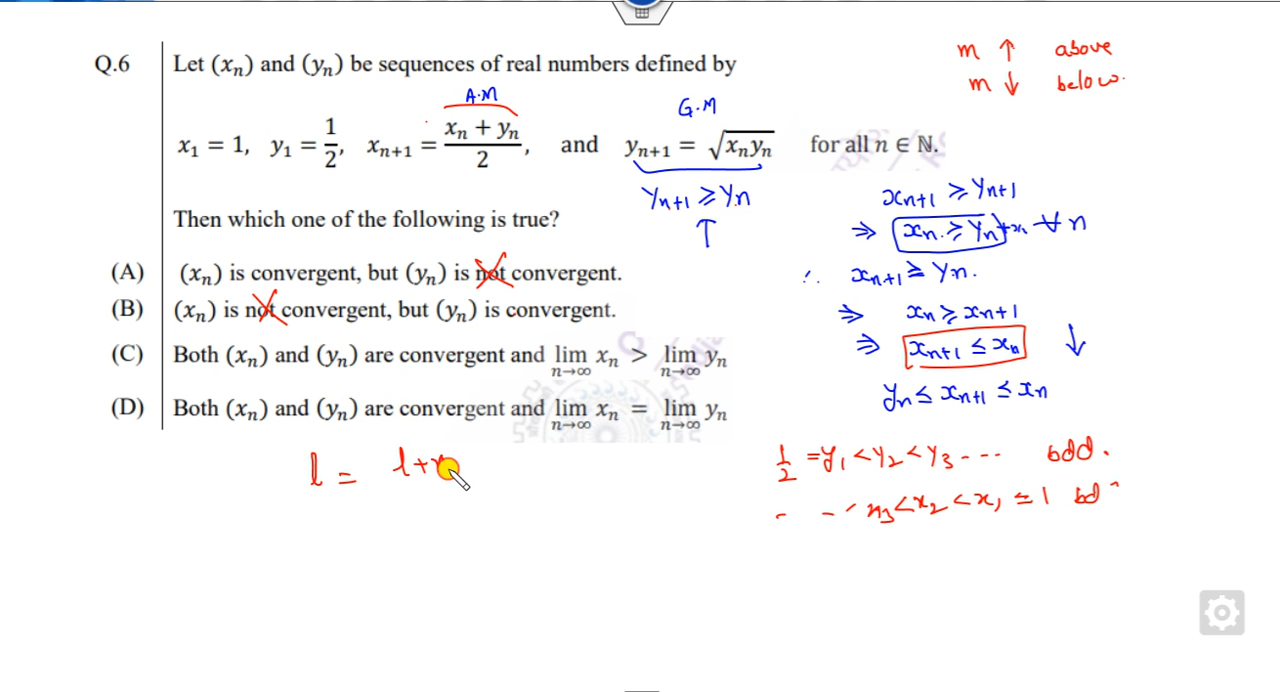 Q.6 Let (xₙ) and (yₙ) be sequences of real numbers defined by
m ↑ above
m ↓ below.
A.M
G.M
x₁ = 1, y₁ = 1/2, xₙ₊₁ = (xₙ + yₙ)/2, and yₙ₊₁ = √(xₙyₙ) for all n ∈ ℕ.
yₙ₊₁ ≥ yₙ
↑
Then which one of the following is true?
(A) (xₙ) is convergent, but (yₙ) is not convergent.
(B) (xₙ) is not convergent, but (yₙ) is convergent.
(C) Both (xₙ) and (yₙ) are convergent and lim n→∞ xₙ > lim n→∞ yₙ
(D) Both (xₙ) and (yₙ) are convergent and lim n→∞ xₙ = lim n→∞ yₙ
xₙ₊₁ ≥ yₙ₊₁
⇒ xₙ ≥ yₙ ∀ n
∴ xₙ₊₁ ≥ yₙ.
⇒ xₙ ≥ xₙ₊₁
⇒ xₙ₊₁ ≤ xₙ ↓
yₙ ≤ xₙ₊₁ ≤ xₙ
1/2 = y₁ < y₂ < y₃ .... bdd.
x₃ < x₂ < x₁ = 1 bd
l = l +